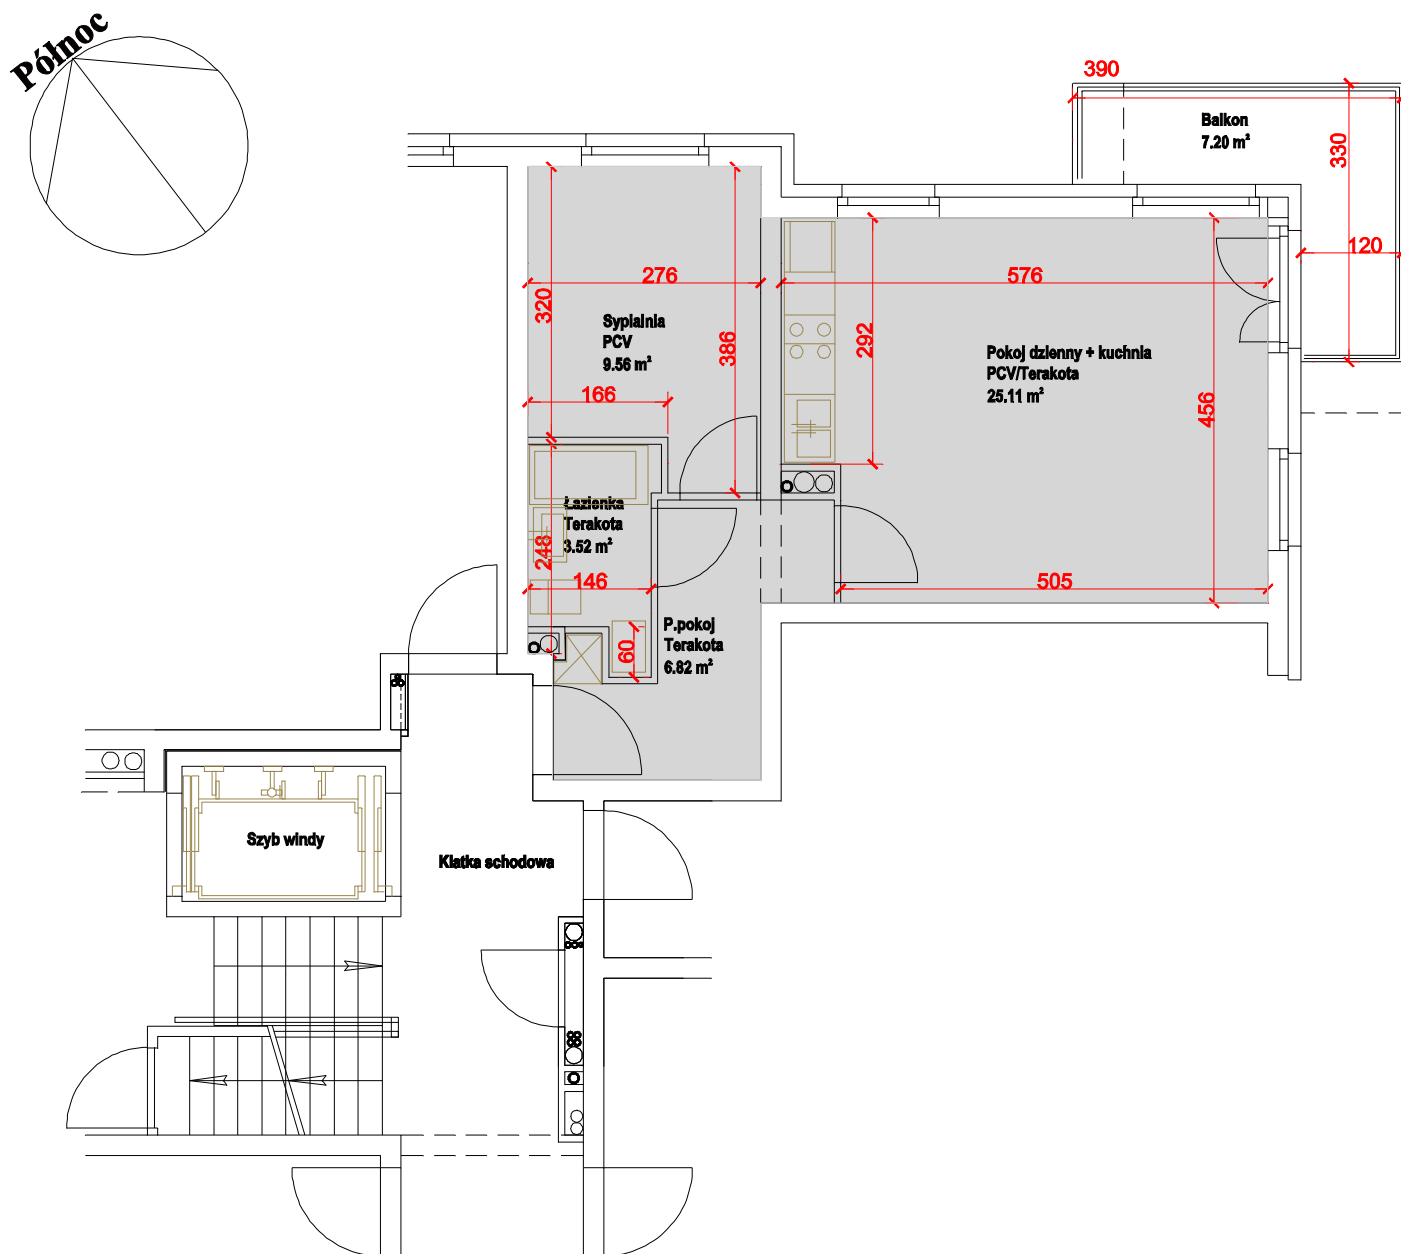 Północ
390
Balkon
7.20 m²
330
120
276
576
320
Sypialnia
PCV
9.56 m²
386
292
Pokoj dzienny + kuchnia
PCV/Terakota
25.11 m²
456
166
Łazienka
Terakota
3.52 m²
248
146
505
P.pokoj
Terakota
6.82 m²
60
Szyb windy
Klatka schodowa